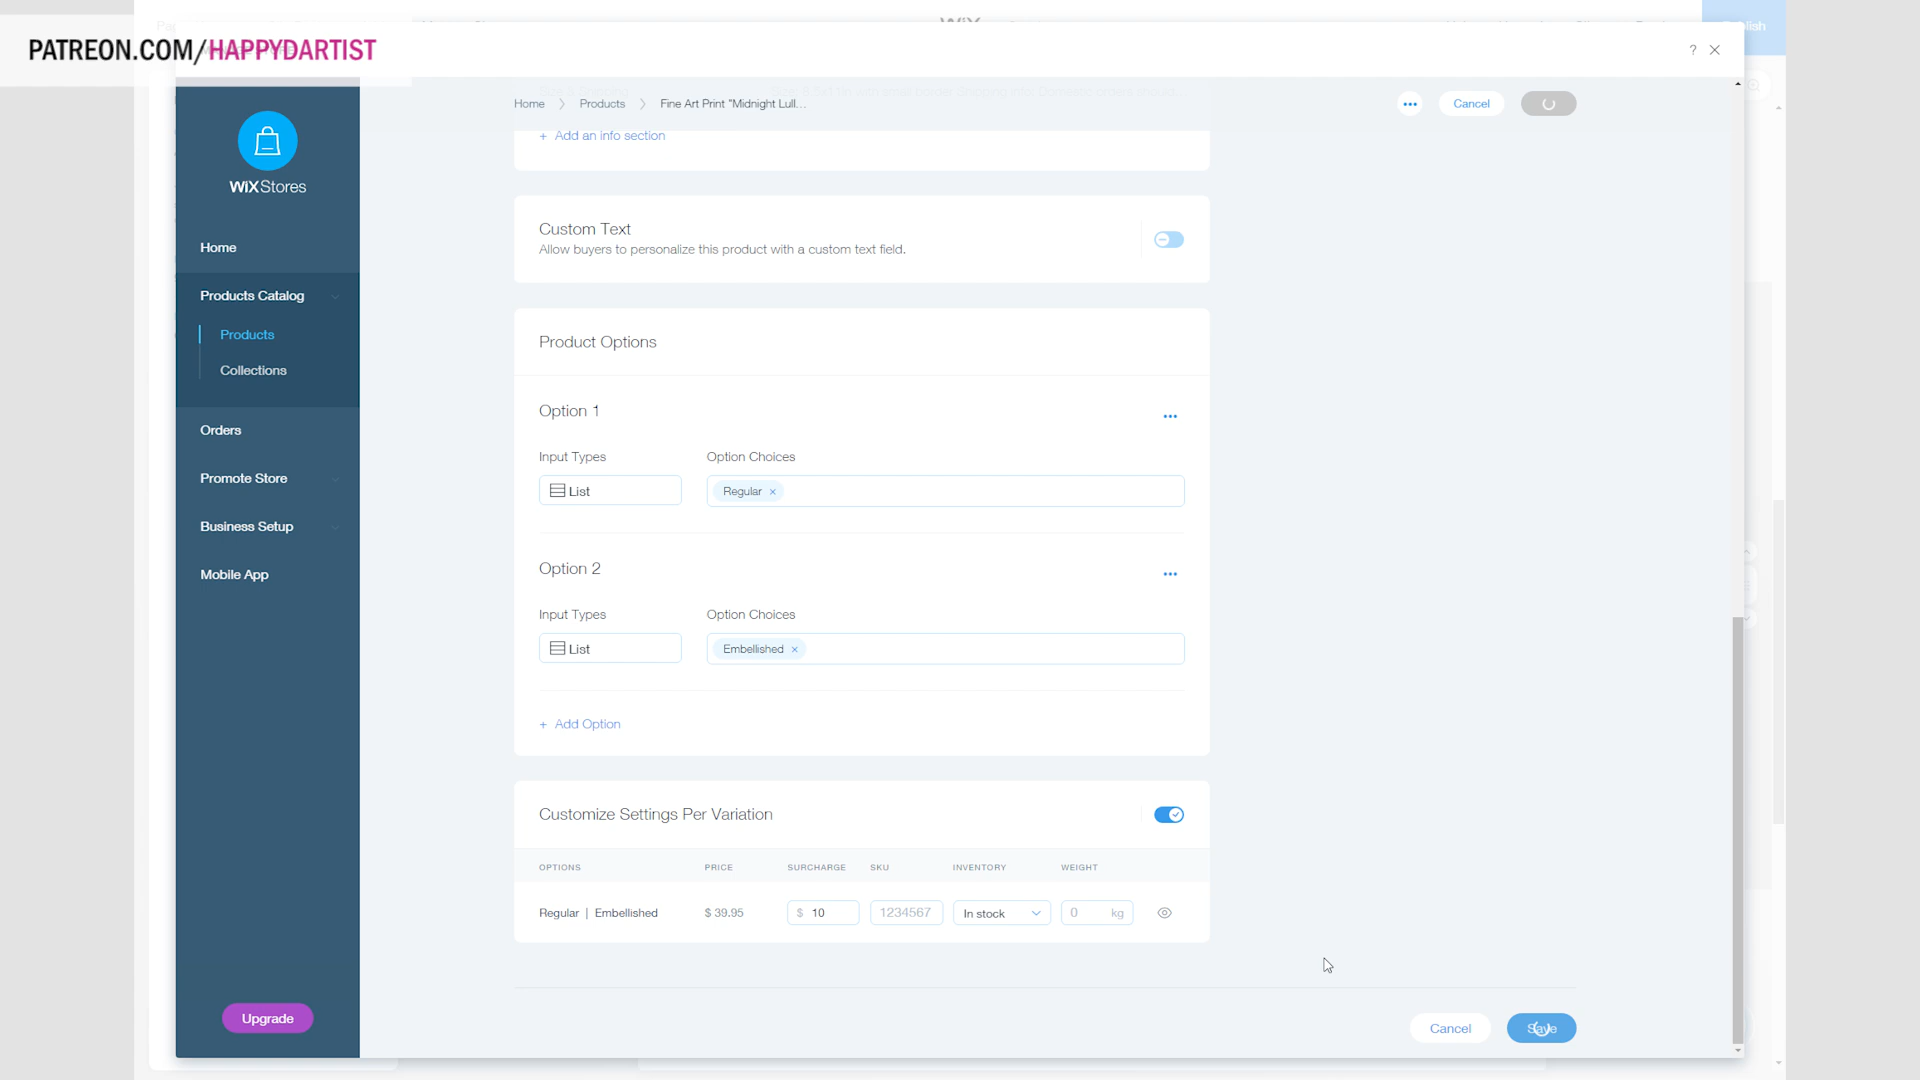 PATREON.COM/HAPPYDARTIST
WIX
? ×
Home > Products > Fine Art Print "Midnight Lull...
... Cancel
WIX Stores
Home
Products Catalog
Products
Collections
Orders
Promote Store
Business Setup
Mobile App
Upgrade
+ Add an info section
Custom Text
Allow buyers to personalize this product with a custom text field.
Product Options
Option 1
Input Types Option Choices
List Regular ×
Option 2
Input Types Option Choices
List Embellished ×
+ Add Option
Customize Settings Per Variation
OPTIONS PRICE SURCHARGE SKU INVENTORY WEIGHT
Regular | Embellished $ 39.95 $ 10 1234567 In stock 0 kg
Cancel Save